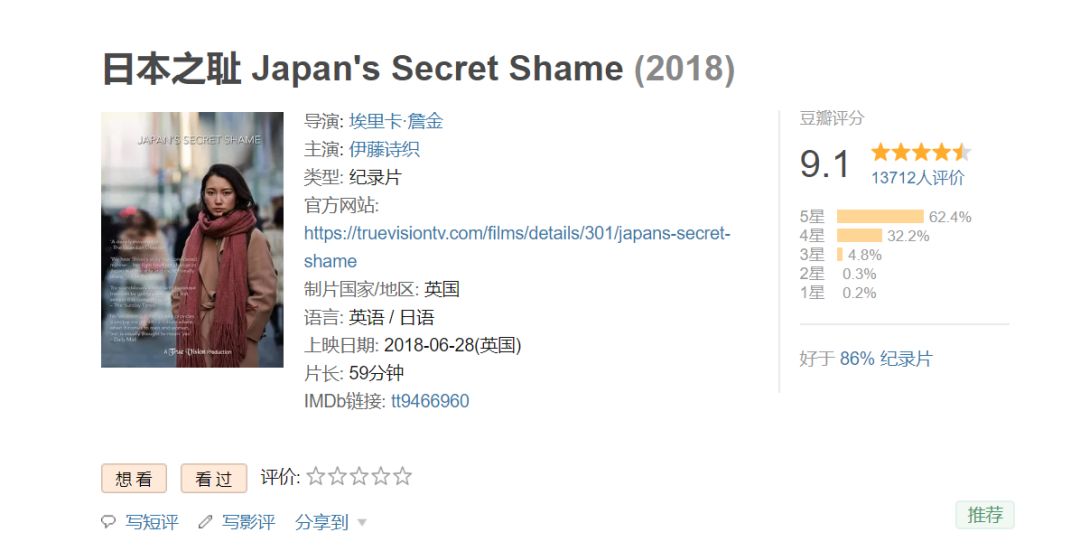 日本之耻 Japan's Secret Shame (2018)
JAPAN'S SECRET SHAME
A True Vision Production
导演: 埃里卡·詹金
主演: 伊藤诗织
类型: 纪录片
官方网站:
https://truevisiontv.com/films/details/301/japans-secret-
shame
制片国家/地区: 英国
语言: 英语 / 日语
上映日期: 2018-06-28(英国)
片长: 59分钟
IMDb链接: tt9466960
豆瓣评分
9.1
13712人评价
5星 62.4%
4星 32.2%
3星 4.8%
2星 0.3%
1星 0.2%
好于 86% 纪录片
想看 看过 评价:
写短评 写影评 分享到
推荐